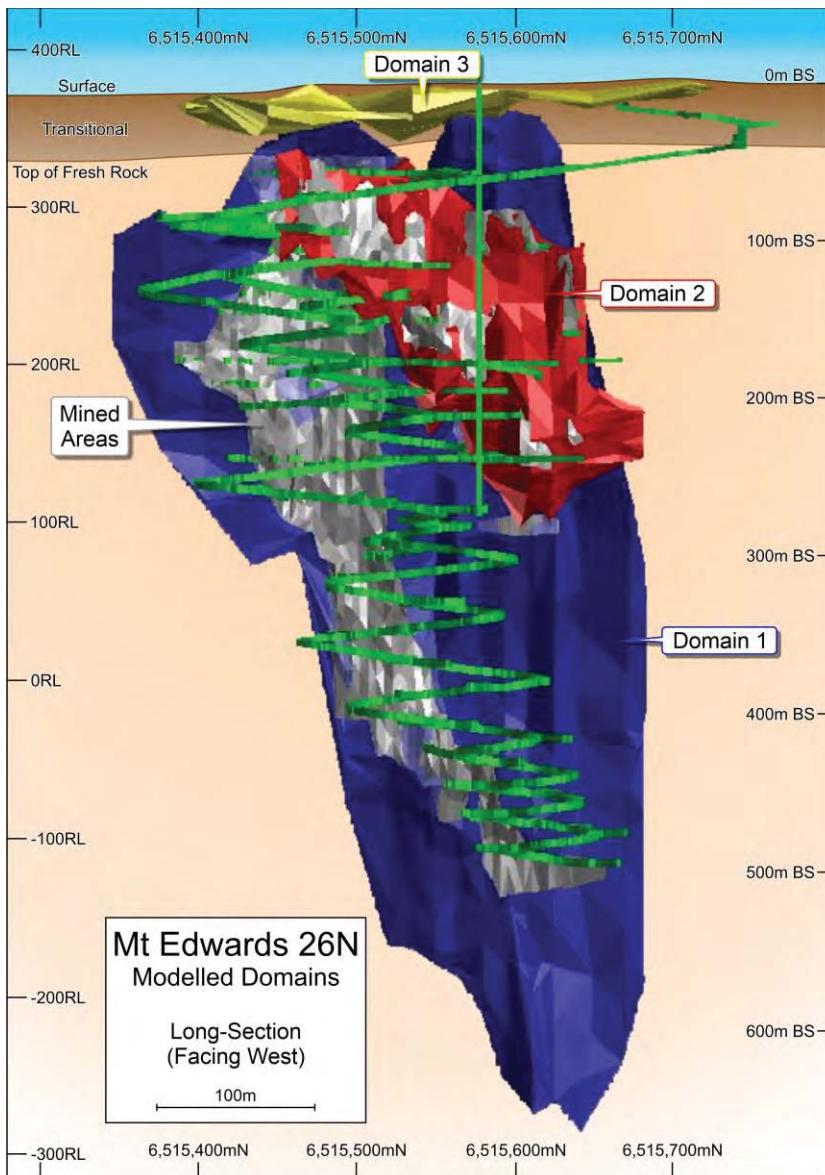 6,515,400mN 6,515,500mN 6,515,600mN 6,515,700mN
400RL
Domain 3
0m BS
Surface
Transitional
Top of Fresh Rock
300RL
100m BS
Domain 2
200RL
200m BS
Mined
Areas
100RL
300m BS
Domain 1
0RL
400m BS
-100RL
500m BS
Mt Edwards 26N
Modelled Domains
Long-Section
(Facing West)
100m
-200RL
600m BS
-300RL
6,515,400mN 6,515,500mN 6,515,600mN 6,515,700mN